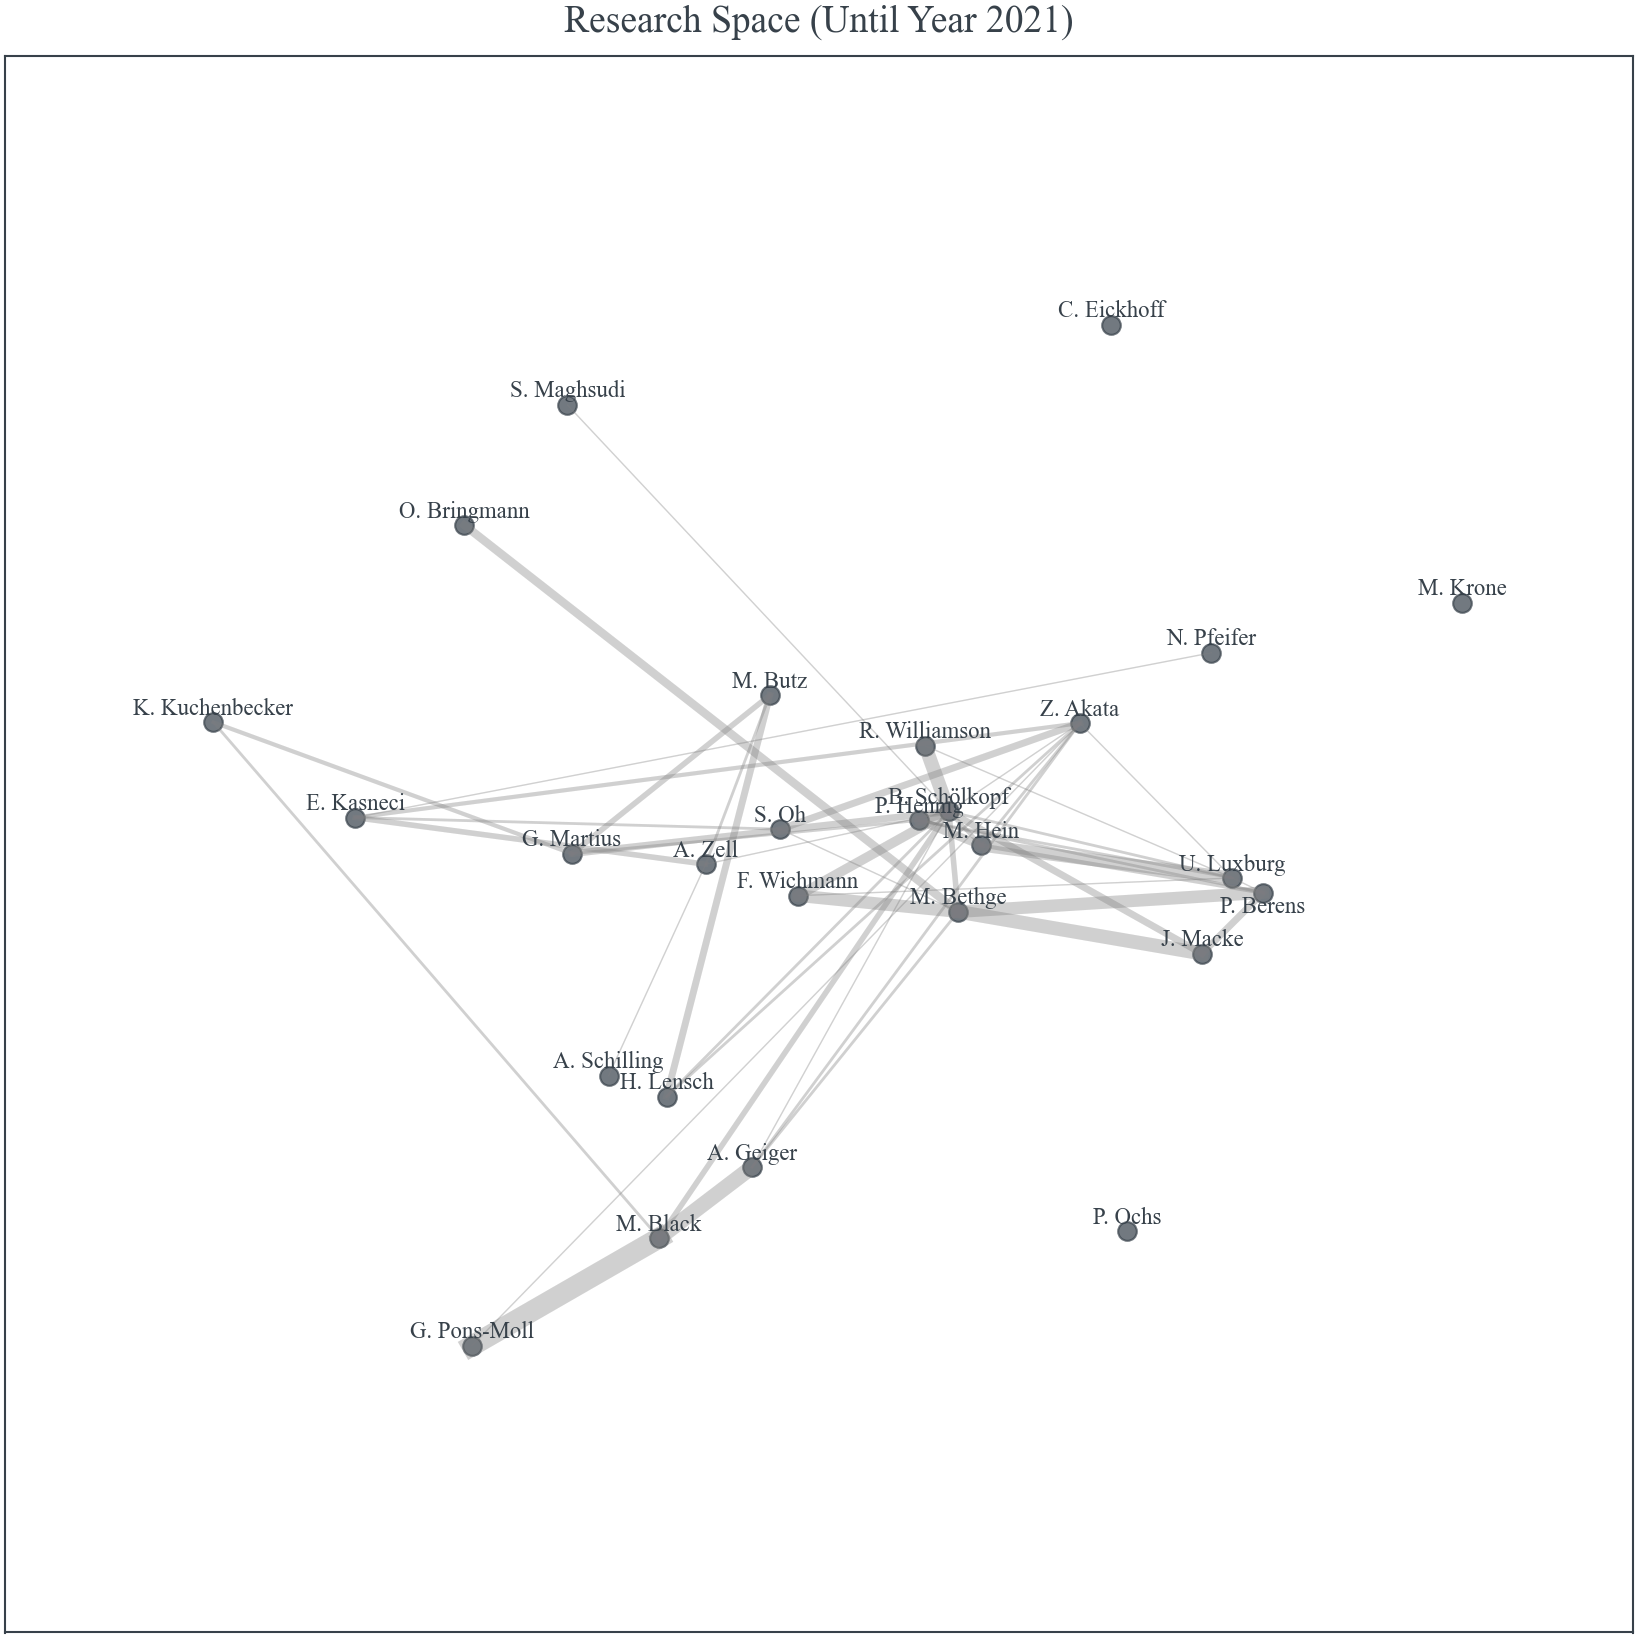 Research Space (Until Year 2021)
C. Eickhoff
S. Maghsudi
O. Bringmann
M. Krone
N. Pfeifer
M. Butz
K. Kuchenbecker
Z. Akata
R. Williamson
B. Schölkopf
E. Kasneci
P. Hennig
S. Oh
M. Hein
G. Martius
A. Zell
U. Luxburg
F. Wichmann
M. Bethge
P. Berens
J. Macke
A. Schilling
H. Lensch
A. Geiger
P. Ochs
M. Black
G. Pons-Moll